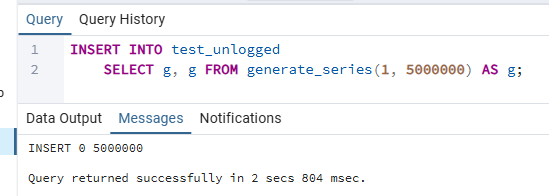 Query Query History
1 INSERT INTO test_unlogged
2 SELECT g, g FROM generate_series(1, 5000000) AS g;
Data Output Messages Notifications
INSERT 0 5000000
Query returned successfully in 2 secs 804 msec.